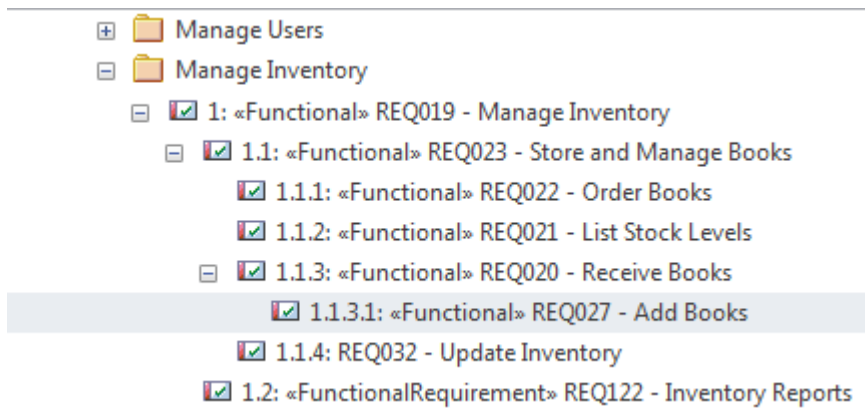 Manage Users
Manage Inventory
1: «Functional» REQ019 - Manage Inventory
1.1: «Functional» REQ023 - Store and Manage Books
1.1.1: «Functional» REQ022 - Order Books
1.1.2: «Functional» REQ021 - List Stock Levels
1.1.3: «Functional» REQ020 - Receive Books
1.1.3.1: «Functional» REQ027 - Add Books
1.1.4: REQ032 - Update Inventory
1.2: «FunctionalRequirement» REQ122 - Inventory Reports